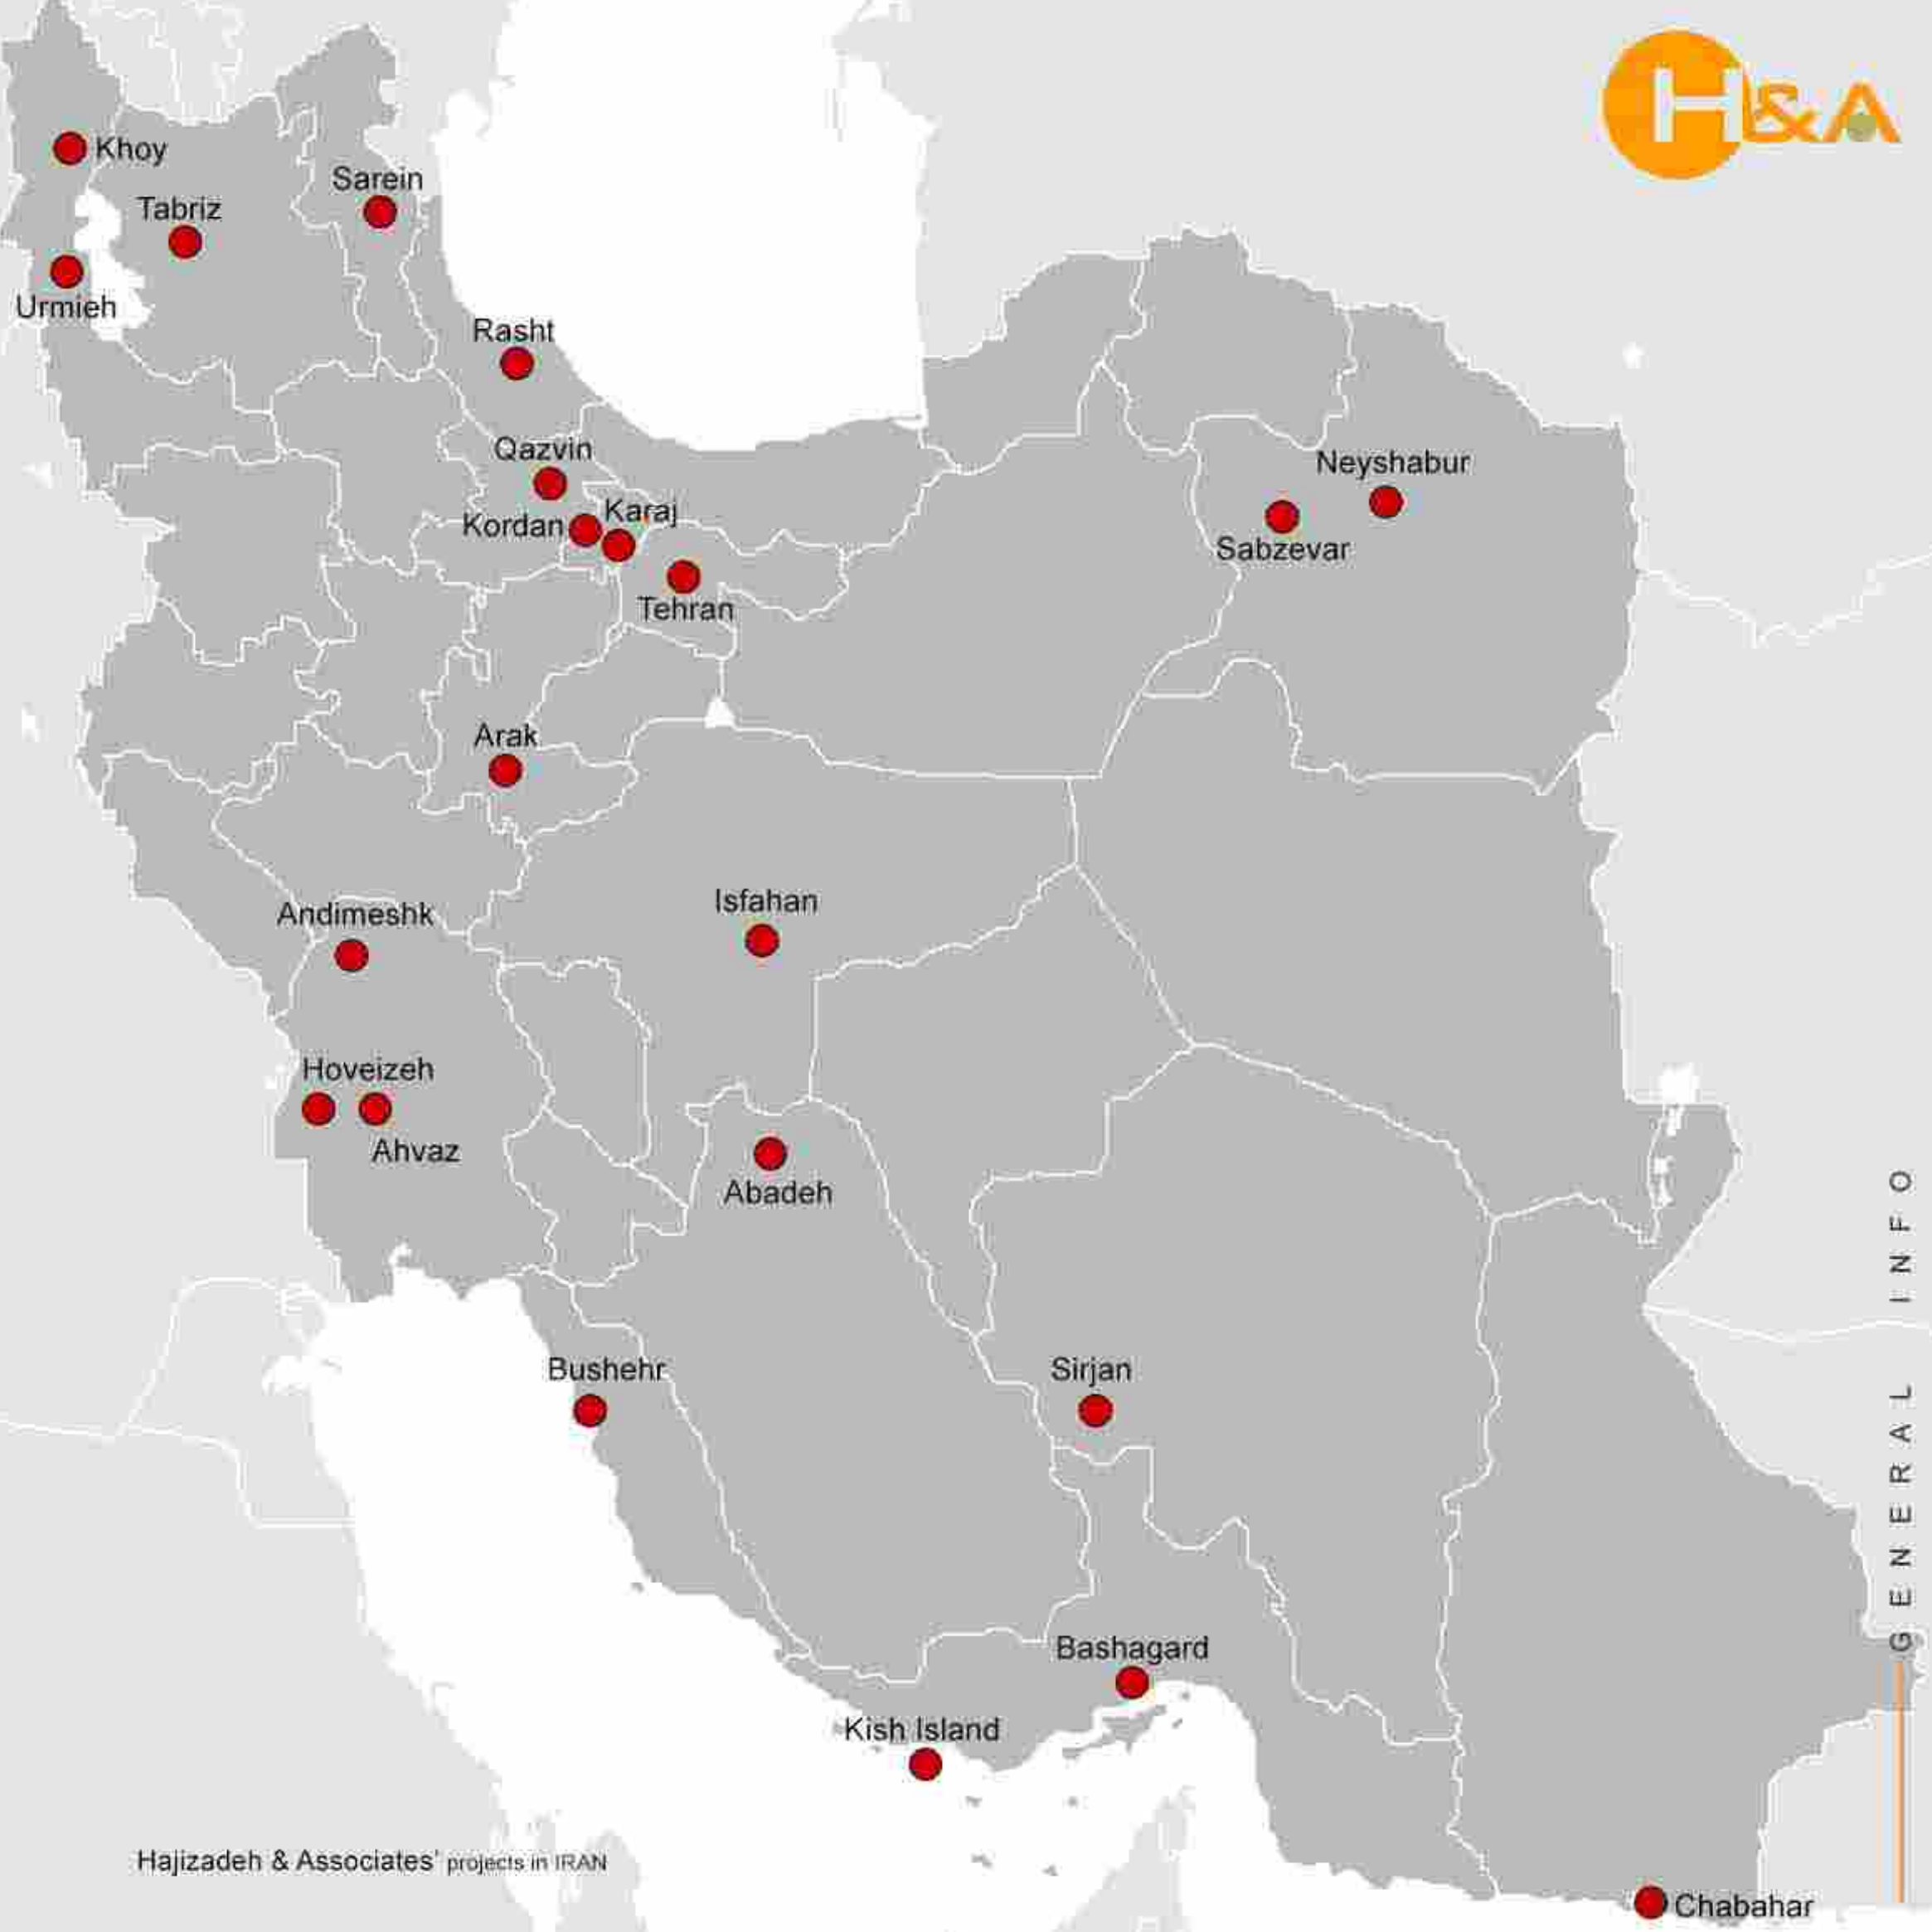 H&A
Khoy
Sarein
Tabriz
Urmieh
Rasht
Qazvin
Neyshabur
Karaj
Kordan
Sabzevar
Tehran
Arak
Isfahan
Andimeshk
Hoveizeh
Ahvaz
Abadeh
Bushehr
Sirjan
Bashagard
Kish Island
Hajizadeh & Associates' projects in IRAN
Chabahar
GENERAL INFO